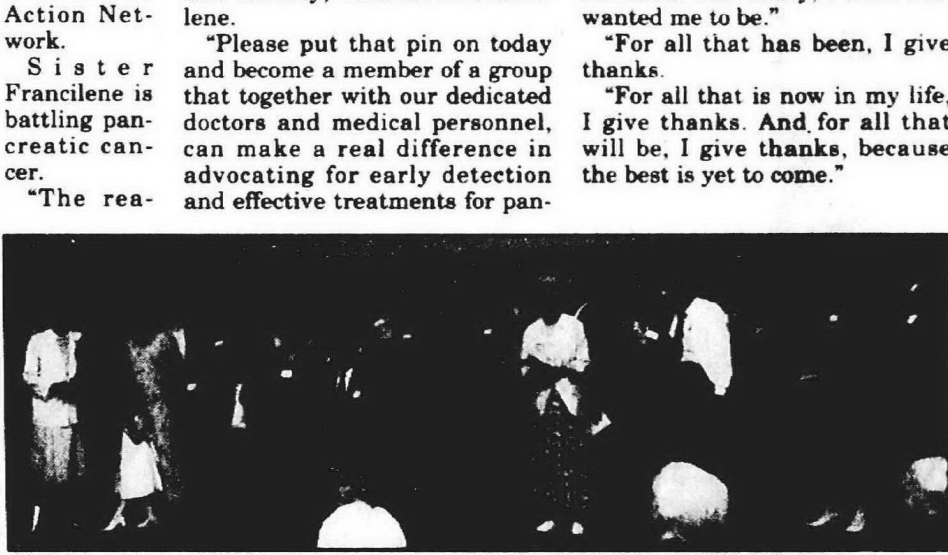 Action Net-
work.
Sister
Francilene is
battling pan-
creatic can-
cer.
"The rea-
lene.
"Please put that pin on today
and become a member of a group
that together with our dedicated
doctors and medical personnel,
can make a real difference in
advocating for early detection
and effective treatments for pan-
wanted me to be."
"For all that has been, I give
thanks.
"For all that is now in my life,
I give thanks. And for all that
will be, I give thanks, because
the best is yet to come."